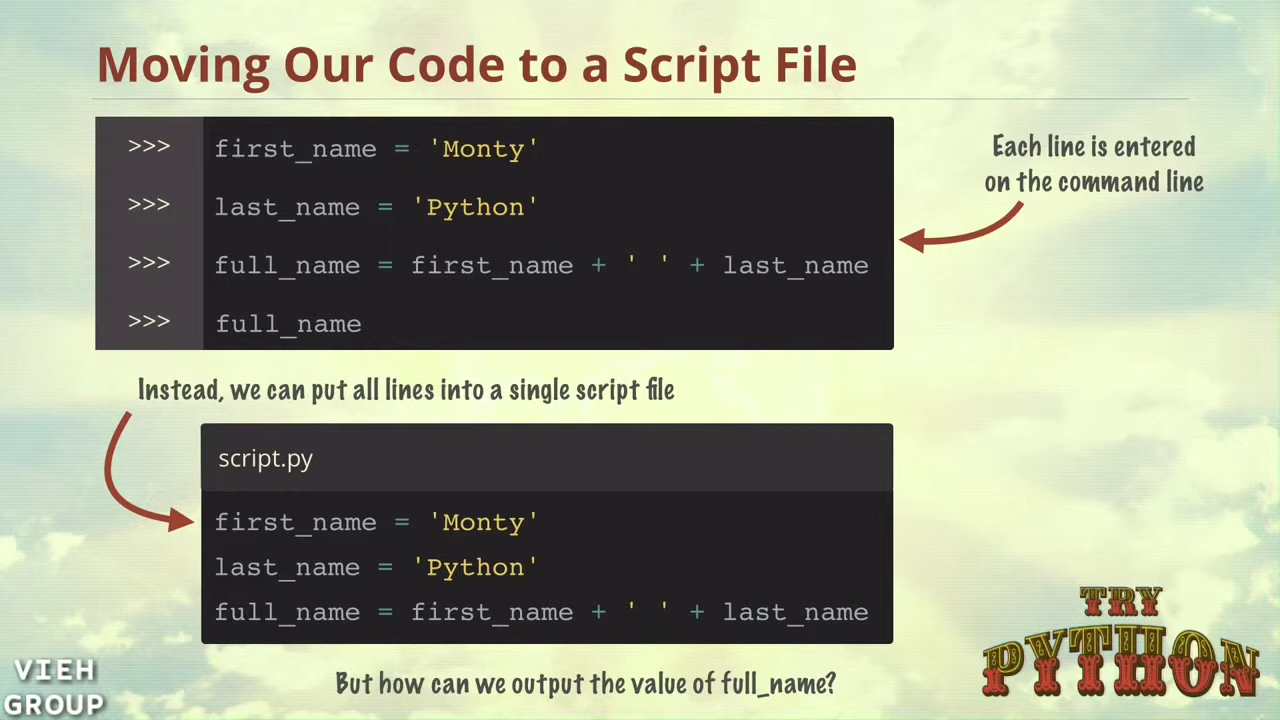 Moving Our Code to a Script File
>>> first_name = 'Monty'
>>> last_name = 'Python'
>>> full_name = first_name + ' ' + last_name
>>> full_name
Each line is entered
on the command line
Instead, we can put all lines into a single script file
script.py
first_name = 'Monty'
last_name = 'Python'
full_name = first_name + ' ' + last_name
But how can we output the value of full_name?
TRY
PYTHON
VIEH
GROUP